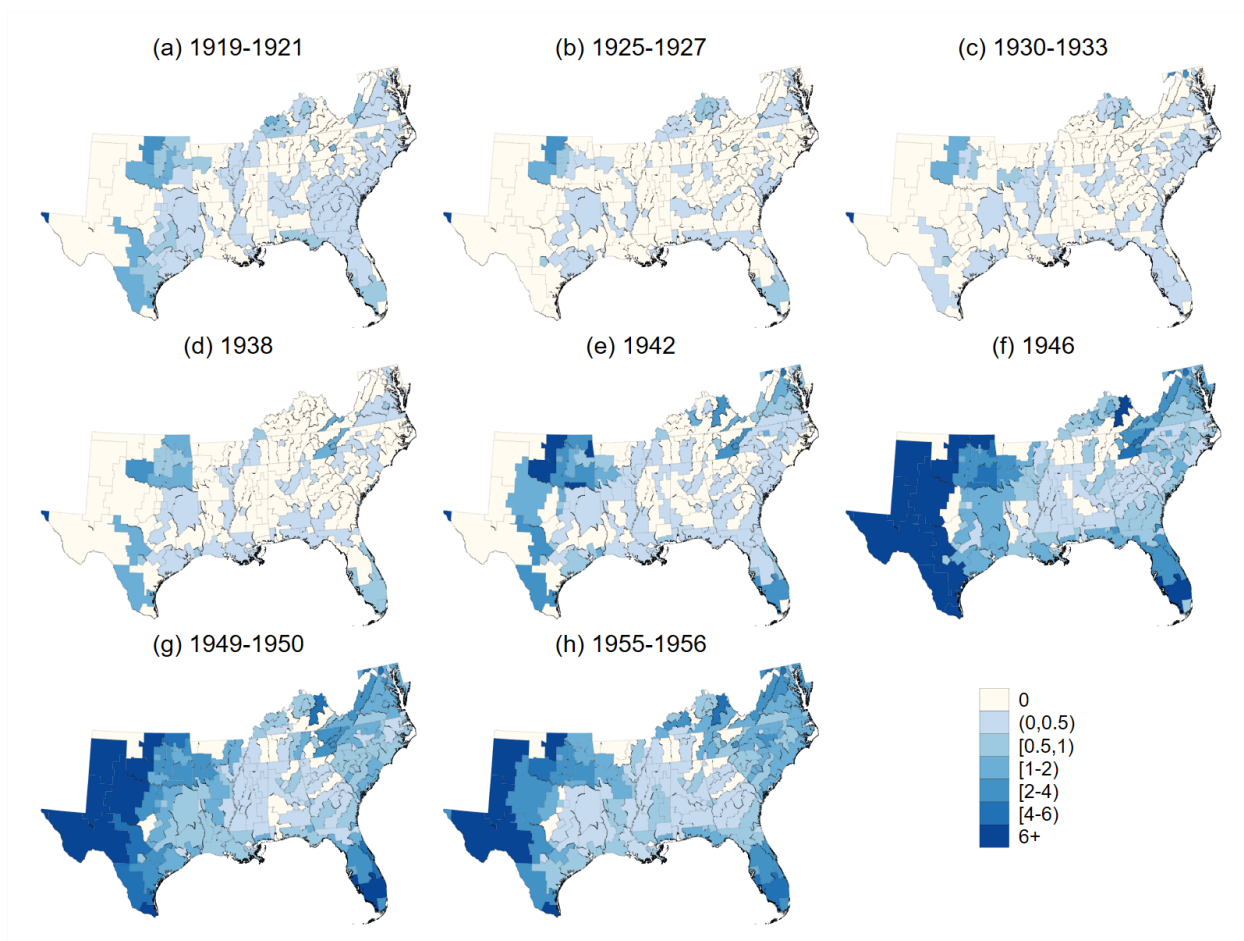 (a) 1919-1921
(b) 1925-1927
(c) 1930-1933
(d) 1938
(e) 1942
(f) 1946
(g) 1949-1950
(h) 1955-1956
0
(0,0.5)
[0.5,1)
[1-2)
[2-4)
[4-6)
6+